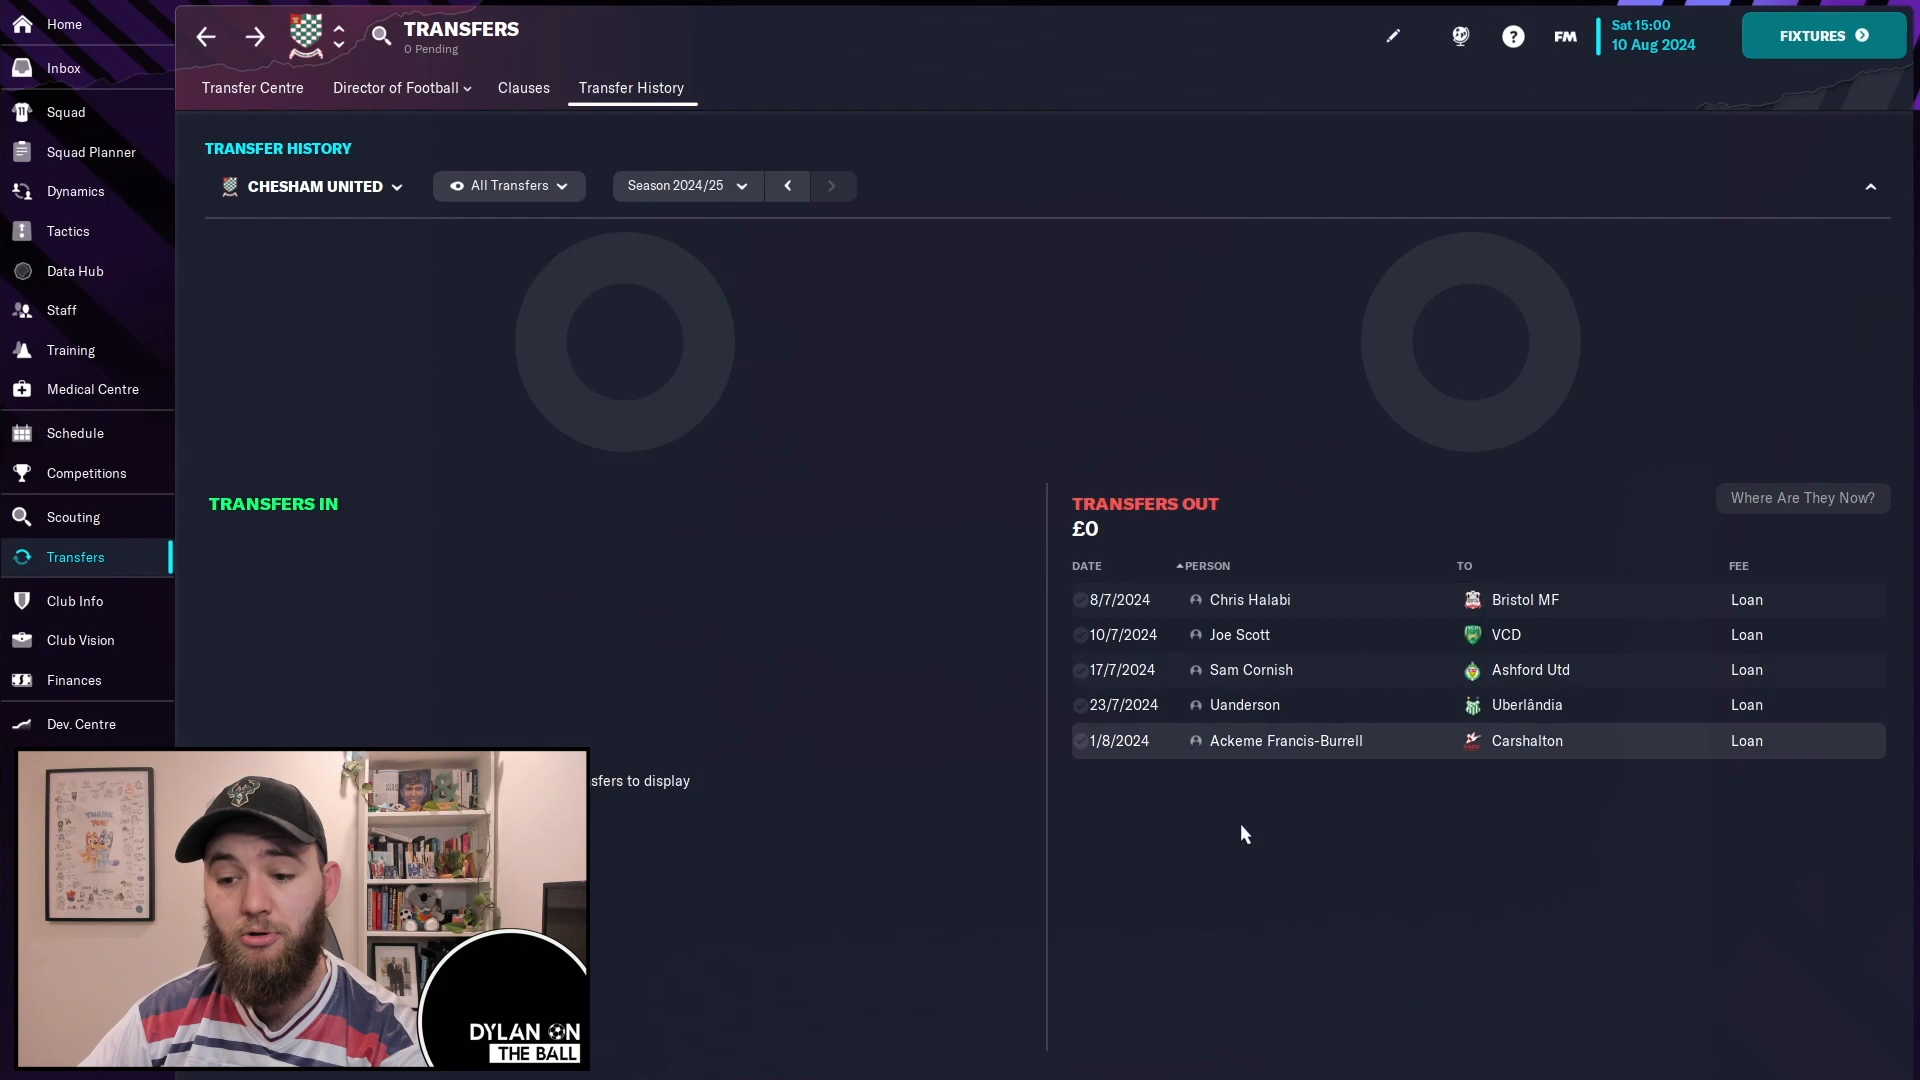 Home
Inbox
Squad
Squad Planner
Dynamics
Tactics
Data Hub
Staff
Training
Medical Centre
Schedule
Competitions
Scouting
Transfers
Club Info
Club Vision
Finances
Dev. Centre
TRANSFERS
0 Pending
FM
Sat 15:00
10 Aug 2024
FIXTURES
Transfer Centre
Director of Football
Clauses
Transfer History
TRANSFER HISTORY
CHESHAM UNITED
All Transfers
Season 2024/25
TRANSFERS IN
sfers to display
TRANSFERS OUT
£0
Where Are They Now?
DATE PERSON TO FEE
8/7/2024 Chris Halabi Bristol MF Loan
10/7/2024 Joe Scott VCD Loan
17/7/2024 Sam Cornish Ashford Utd Loan
23/7/2024 Uanderson Uberlândia Loan
1/8/2024 Ackeme Francis-Burrell Carshalton Loan
THANK
YOU!
DYLAN ON
THE BALL